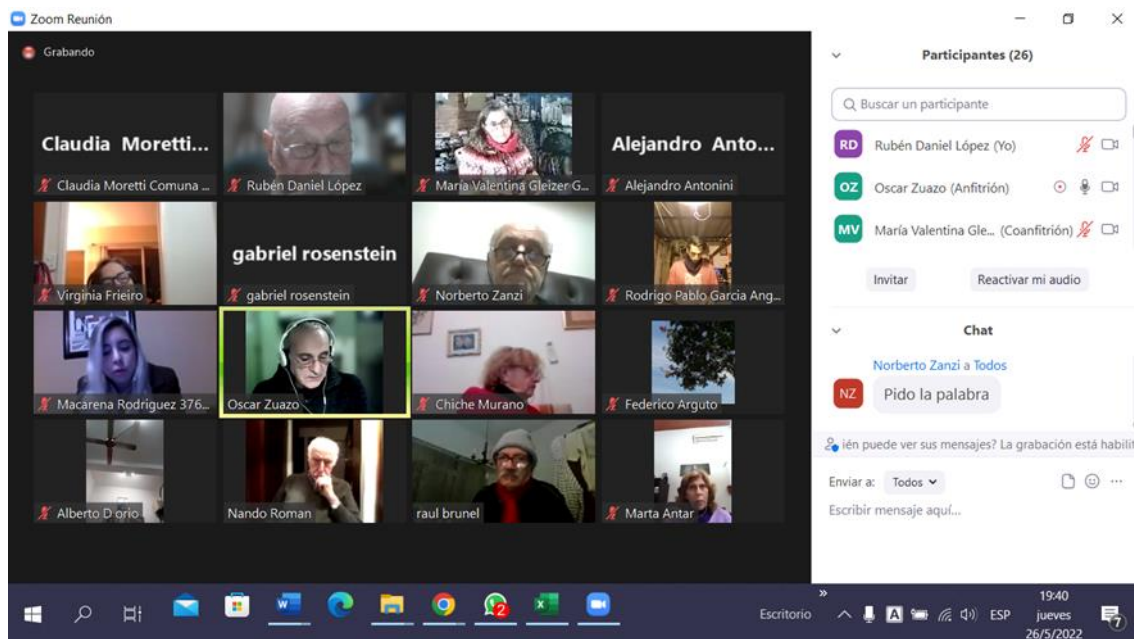 Zoom Reunión
Grabando
Claudia Moretti...
Alejandro Anto...
Claudia Moretti Comuna ...
Rubén Daniel López
María Valentina Gleizer G...
Alejandro Antonini
gabriel rosenstein
Virginia Frieiro
gabriel rosenstein
Norberto Zanzi
Rodrigo Pablo Garcia Ang...
Macarena Rodriguez 376...
Oscar Zuazo
Chiche Murano
Federico Arguto
Alberto D orio
Nando Roman
raul brunel
Marta Antar
Participantes (26)
Buscar un participante
RD Rubén Daniel López (Yo)
OZ Oscar Zuazo (Anfitrión)
MV María Valentina Gle... (Coanfitrión)
Invitar Reactivar mi audio
Chat
Norberto Zanzi a Todos
NZ Pido la palabra
ién puede ver sus mensajes? La grabación está habilit
Enviar a: Todos
Escribir mensaje aquí...
2
Escritorio
A
ESP
19:40
jueves
26/5/2022
7